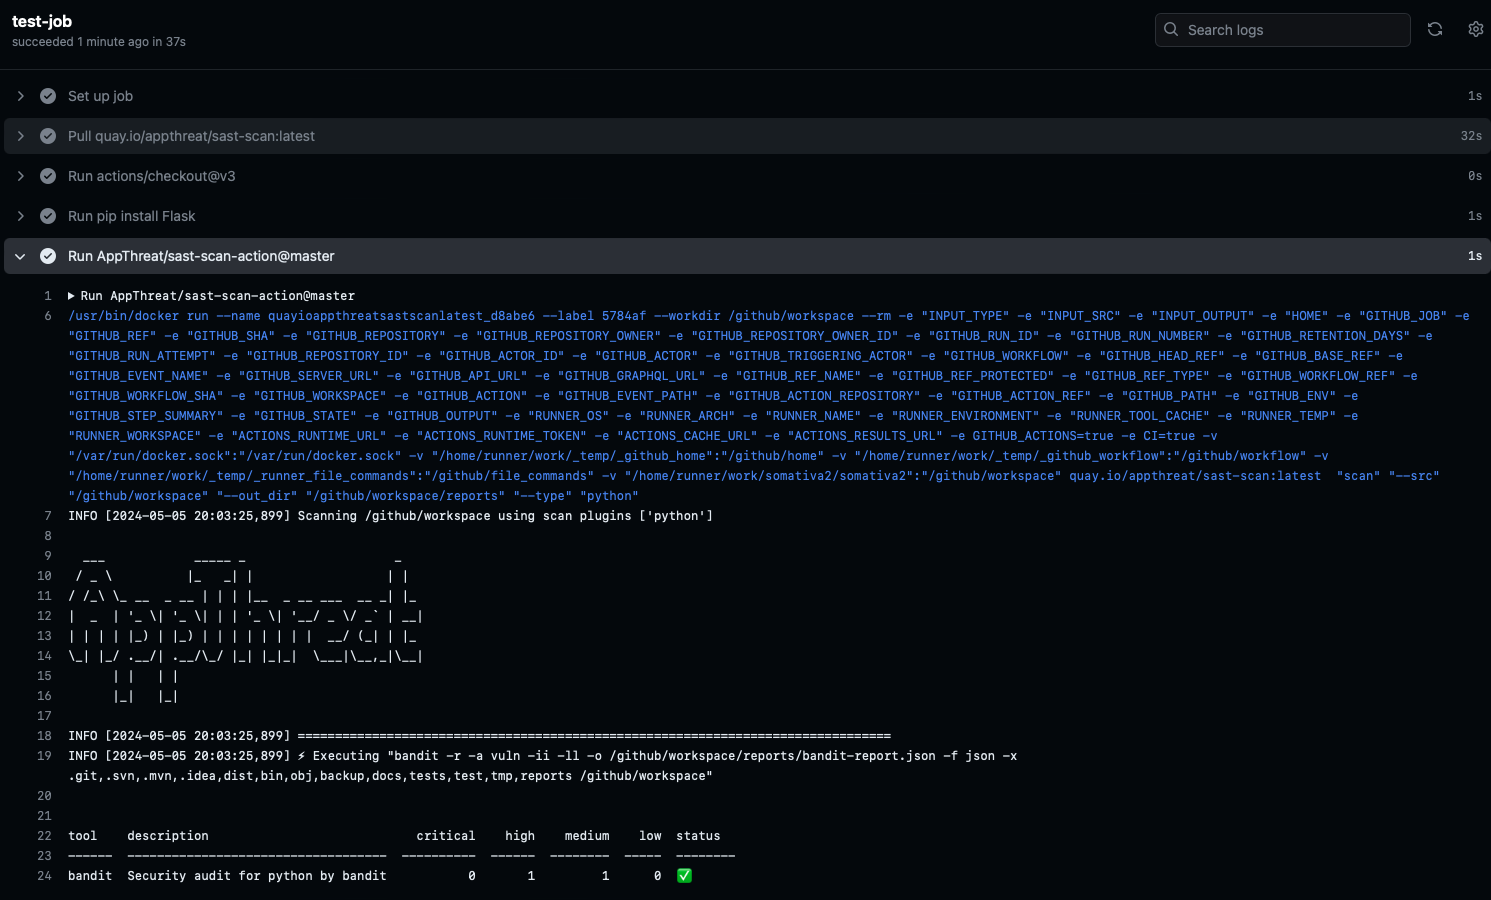 test-job
succeeded 1 minute ago in 37s
Search logs
Set up job 1s
Pull quay.io/appthreat/sast-scan:latest 32s
Run actions/checkout@v3 0s
Run pip install Flask 1s
Run AppThreat/sast-scan-action@master 1s
1 ▶ Run AppThreat/sast-scan-action@master
6 /usr/bin/docker run --name quayioappthreatsastscanlatest_d8abe6 --label 5784af --workdir /github/workspace --rm -e "INPUT_TYPE" -e "INPUT_SRC" -e "INPUT_OUTPUT" -e "HOME" -e "GITHUB_JOB" -e
"GITHUB_REF" -e "GITHUB_SHA" -e "GITHUB_REPOSITORY" -e "GITHUB_REPOSITORY_OWNER" -e "GITHUB_REPOSITORY_OWNER_ID" -e "GITHUB_RUN_ID" -e "GITHUB_RUN_NUMBER" -e "GITHUB_RETENTION_DAYS" -e
"GITHUB_RUN_ATTEMPT" -e "GITHUB_REPOSITORY_ID" -e "GITHUB_ACTOR_ID" -e "GITHUB_ACTOR" -e "GITHUB_TRIGGERING_ACTOR" -e "GITHUB_WORKFLOW" -e "GITHUB_HEAD_REF" -e "GITHUB_BASE_REF" -e
"GITHUB_EVENT_NAME" -e "GITHUB_SERVER_URL" -e "GITHUB_API_URL" -e "GITHUB_GRAPHQL_URL" -e "GITHUB_REF_NAME" -e "GITHUB_REF_PROTECTED" -e "GITHUB_REF_TYPE" -e "GITHUB_WORKFLOW_REF" -e
"GITHUB_WORKFLOW_SHA" -e "GITHUB_WORKSPACE" -e "GITHUB_ACTION" -e "GITHUB_EVENT_PATH" -e "GITHUB_ACTION_REPOSITORY" -e "GITHUB_ACTION_REF" -e "GITHUB_PATH" -e "GITHUB_ENV" -e
"GITHUB_STEP_SUMMARY" -e "GITHUB_STATE" -e "GITHUB_OUTPUT" -e "RUNNER_OS" -e "RUNNER_ARCH" -e "RUNNER_NAME" -e "RUNNER_ENVIRONMENT" -e "RUNNER_TOOL_CACHE" -e "RUNNER_TEMP" -e
"RUNNER_WORKSPACE" -e "ACTIONS_RUNTIME_URL" -e "ACTIONS_RUNTIME_TOKEN" -e "ACTIONS_CACHE_URL" -e "ACTIONS_RESULTS_URL" -e GITHUB_ACTIONS=true -e CI=true -v
"/var/run/docker.sock":"/var/run/docker.sock" -v "/home/runner/work/_temp/_github_home":"/github/home" -v "/home/runner/work/_temp/_github_workflow":"/github/workflow" -v
"/home/runner/work/_temp/_runner_file_commands":"/github/file_commands" -v "/home/runner/work/somativa2/somativa2":"/github/workspace" quay.io/appthreat/sast-scan:latest  "scan" "--src"
"/github/workspace" "--out_dir" "/github/workspace/reports" "--type" "python"
7 INFO [2024-05-05 20:03:25,899] Scanning /github/workspace using scan plugins ['python']
8
9   ___            _____ _                    _
10  / _ \          |_   _| |                  | |
11 / /_\ \_ __  _ __ | | | |__  _ __ ___  __ _| |_
12 |  _  | '_ \| '_ \| | | '_ \| '__/ _ \/ _` | __|
13 | | | | |_) | |_) | | | | | | | |  __/ (_| | |_
14 \_| |_/ .__/| .__/\_/ |_| |_|_|  \___|\__,_|\__|
15       | |   | |
16       |_|   |_|
17
18 INFO [2024-05-05 20:03:25,899] ================================================================================
19 INFO [2024-05-05 20:03:25,899] ⚡ Executing "bandit -r -a vuln -ii -ll -o /github/workspace/reports/bandit-report.json -f json -x
.git,.svn,.mvn,.idea,dist,bin,obj,backup,docs,tests,test,tmp,reports /github/workspace"
20
21
22 tool    description                            critical    high    medium    low  status
23 ------  -----------------------------------  ----------  ------  --------  -----  --------
24 bandit  Security audit for python by bandit           0       1         1      0  ✅